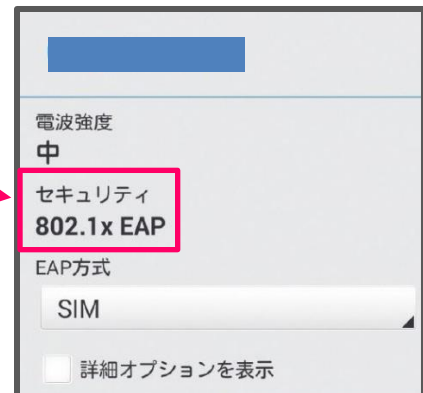 電波強度
中
セキュリティ
802.1x EAP
EAP方式
SIM
詳細オプションを表示